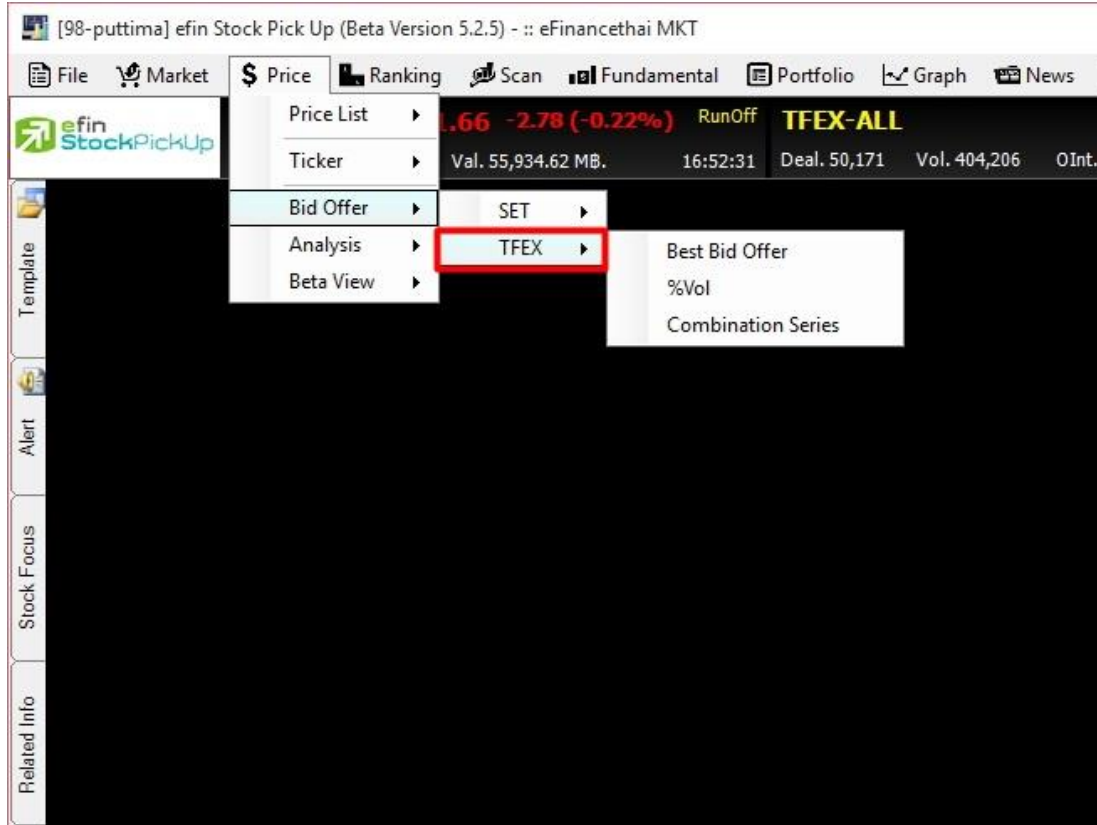 [98-puttima] efin Stock Pick Up (Beta Version 5.2.5) - :: eFinancethai MKT
File Market $ Price Ranking Scan Fundamental Portfolio Graph News
efin
StockPickUp
.66 -2.78 (-0.22%) RunOff TFEX-ALL
Val. 55,934.62 MB. 16:52:31 Deal. 50,171 Vol. 404,206 OInt.
Price List
Ticker
Bid Offer
Analysis
Beta View
SET
TFEX
Best Bid Offer
%Vol
Combination Series
Template
Alert
Stock Focus
Related Info